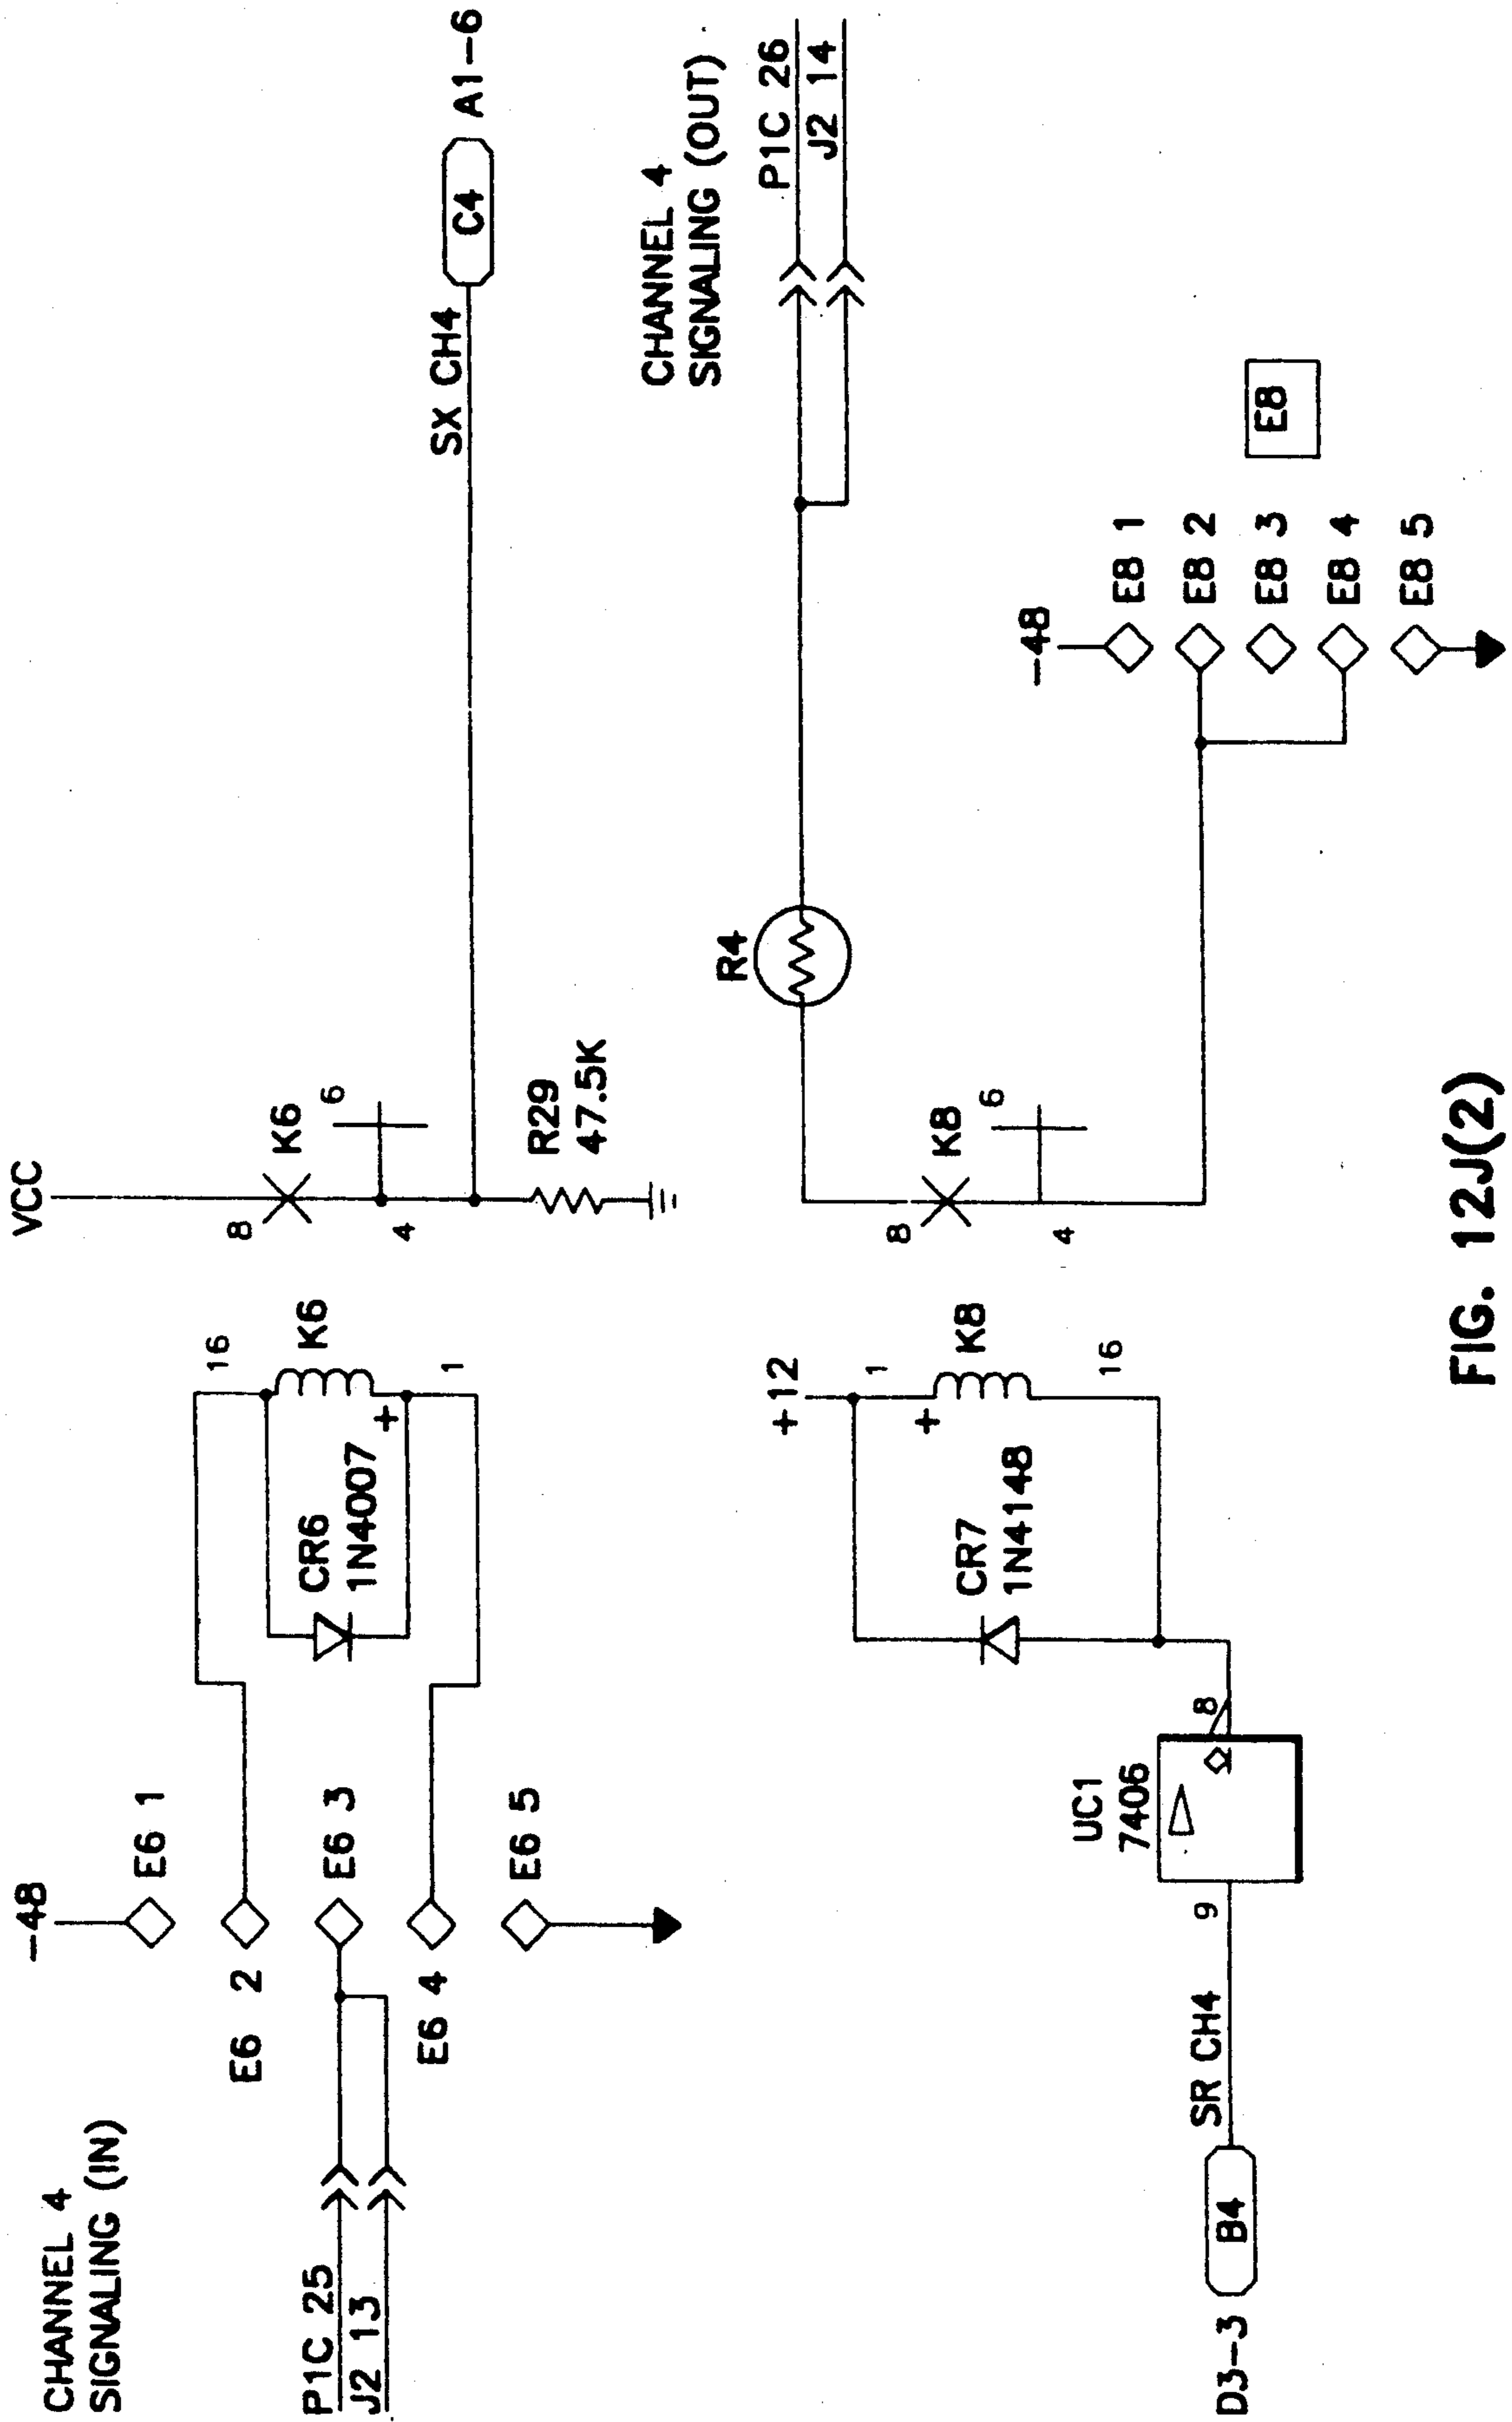 CHANNEL 4
SIGNALING (IN)
-48
E6 1
E6 2
E6 3
E6 4
E6 5
P1C 25
J2 13
16
K6
1
+
CR6
1N4007
VCC
8
K6
6
4
R29
47.5K
SX CH4
C4
A1-6
CHANNEL 4
SIGNALING (OUT)
P1C 26
J2 14
R4
8
K8
6
4
-48
E8 1
E8 2
E8 3
E8 4
E8 5
E8
+12
1
+
K8
16
CR7
1N4148
UC1
7406
8
9
SR CH4
B4
D3-3
FIG. 12J(2)